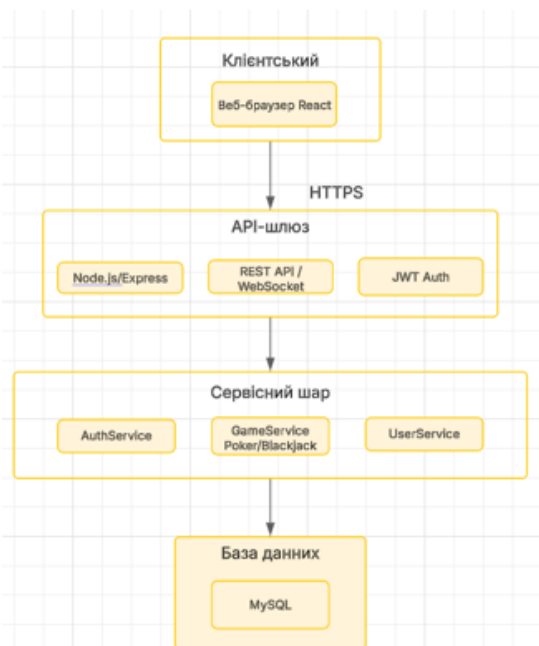 Клієнтський
Веб-браузер React
HTTPS
API-шлюз
Node.js/Express
REST API /
WebSocket
JWT Auth
Сервісний шар
AuthService
GameService
Poker/Blackjack
UserService
База данних
MySQL